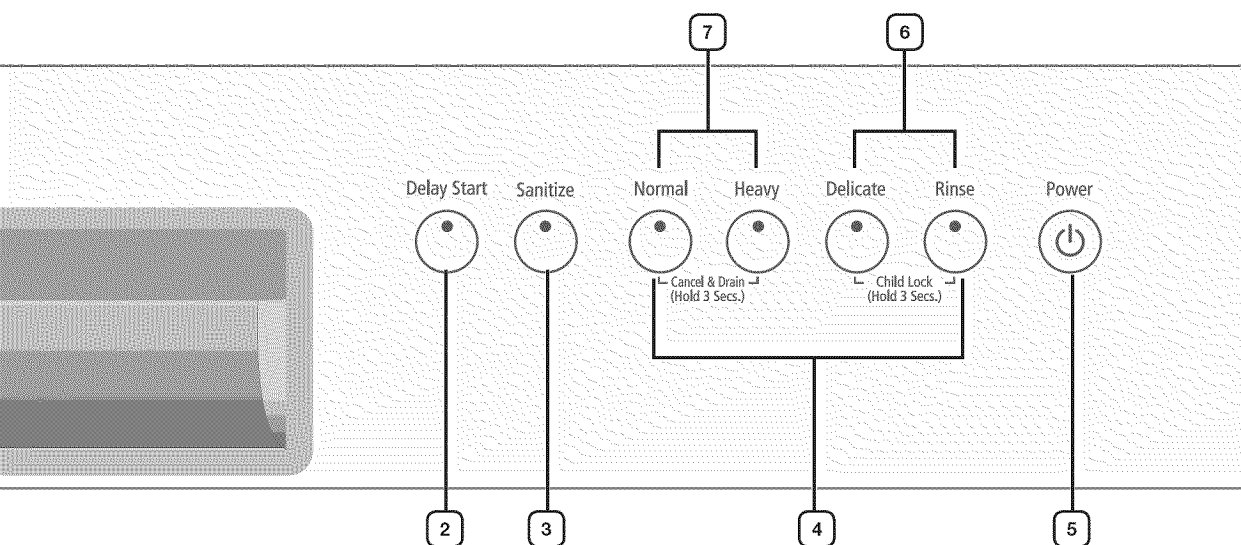 7 6
Delay Start Sanitize Normal Heavy Delicate Rinse Power
Cancel & Drain Child Lock
(Hold 3 Secs.) (Hold 3 Secs.)
2 3 4 5